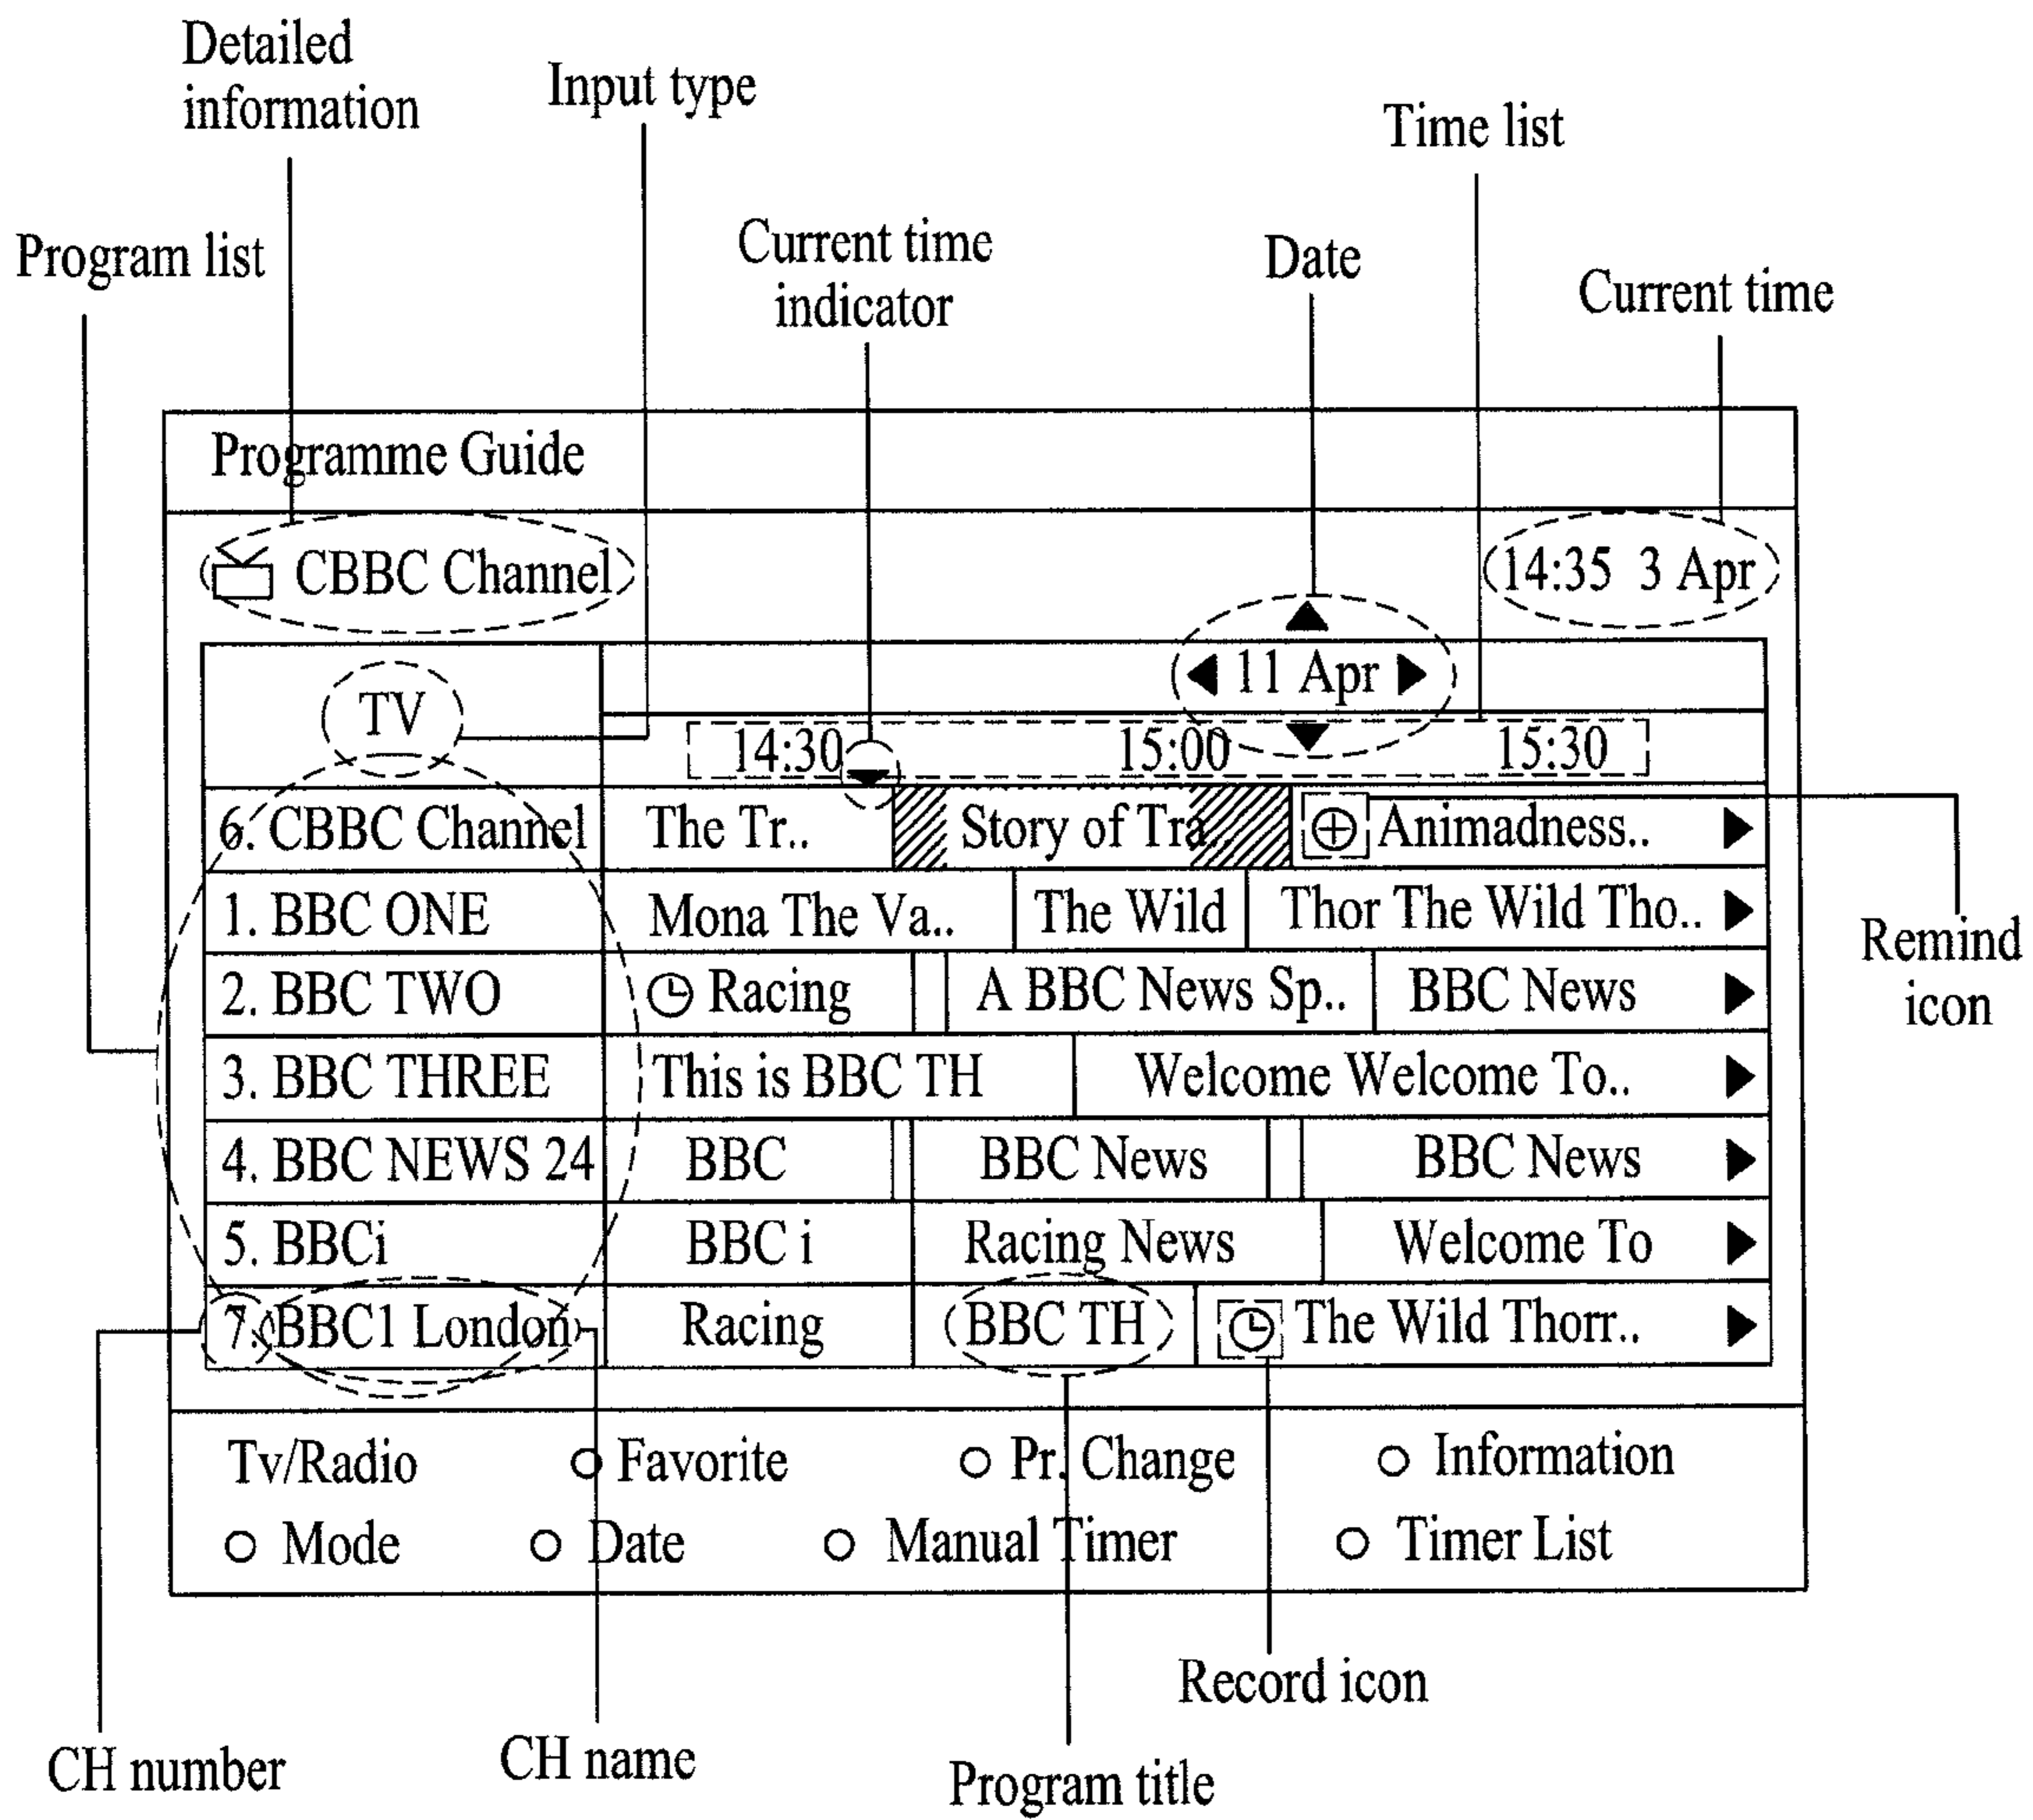 Detailed
information
Input type
Time list
Program list
Current time
indicator
Date
Current time
Programme Guide
CBBC Channel
14:35 3 Apr
TV
11 Apr
14:30 15:00 15:30
6. CBBC Channel The Tr.. Story of Tra Animadness..
1. BBC ONE Mona The Va.. The Wild Thor The Wild Tho..
2. BBC TWO Racing A BBC News Sp.. BBC News
3. BBC THREE This is BBC TH Welcome Welcome To..
4. BBC NEWS 24 BBC BBC News BBC News
5. BBCi BBC i Racing News Welcome To
7. BBC1 London Racing BBC TH The Wild Thorr..
Remind
icon
Tv/Radio Favorite Pr. Change Information
Mode Date Manual Timer Timer List
Record icon
CH number
CH name
Program title